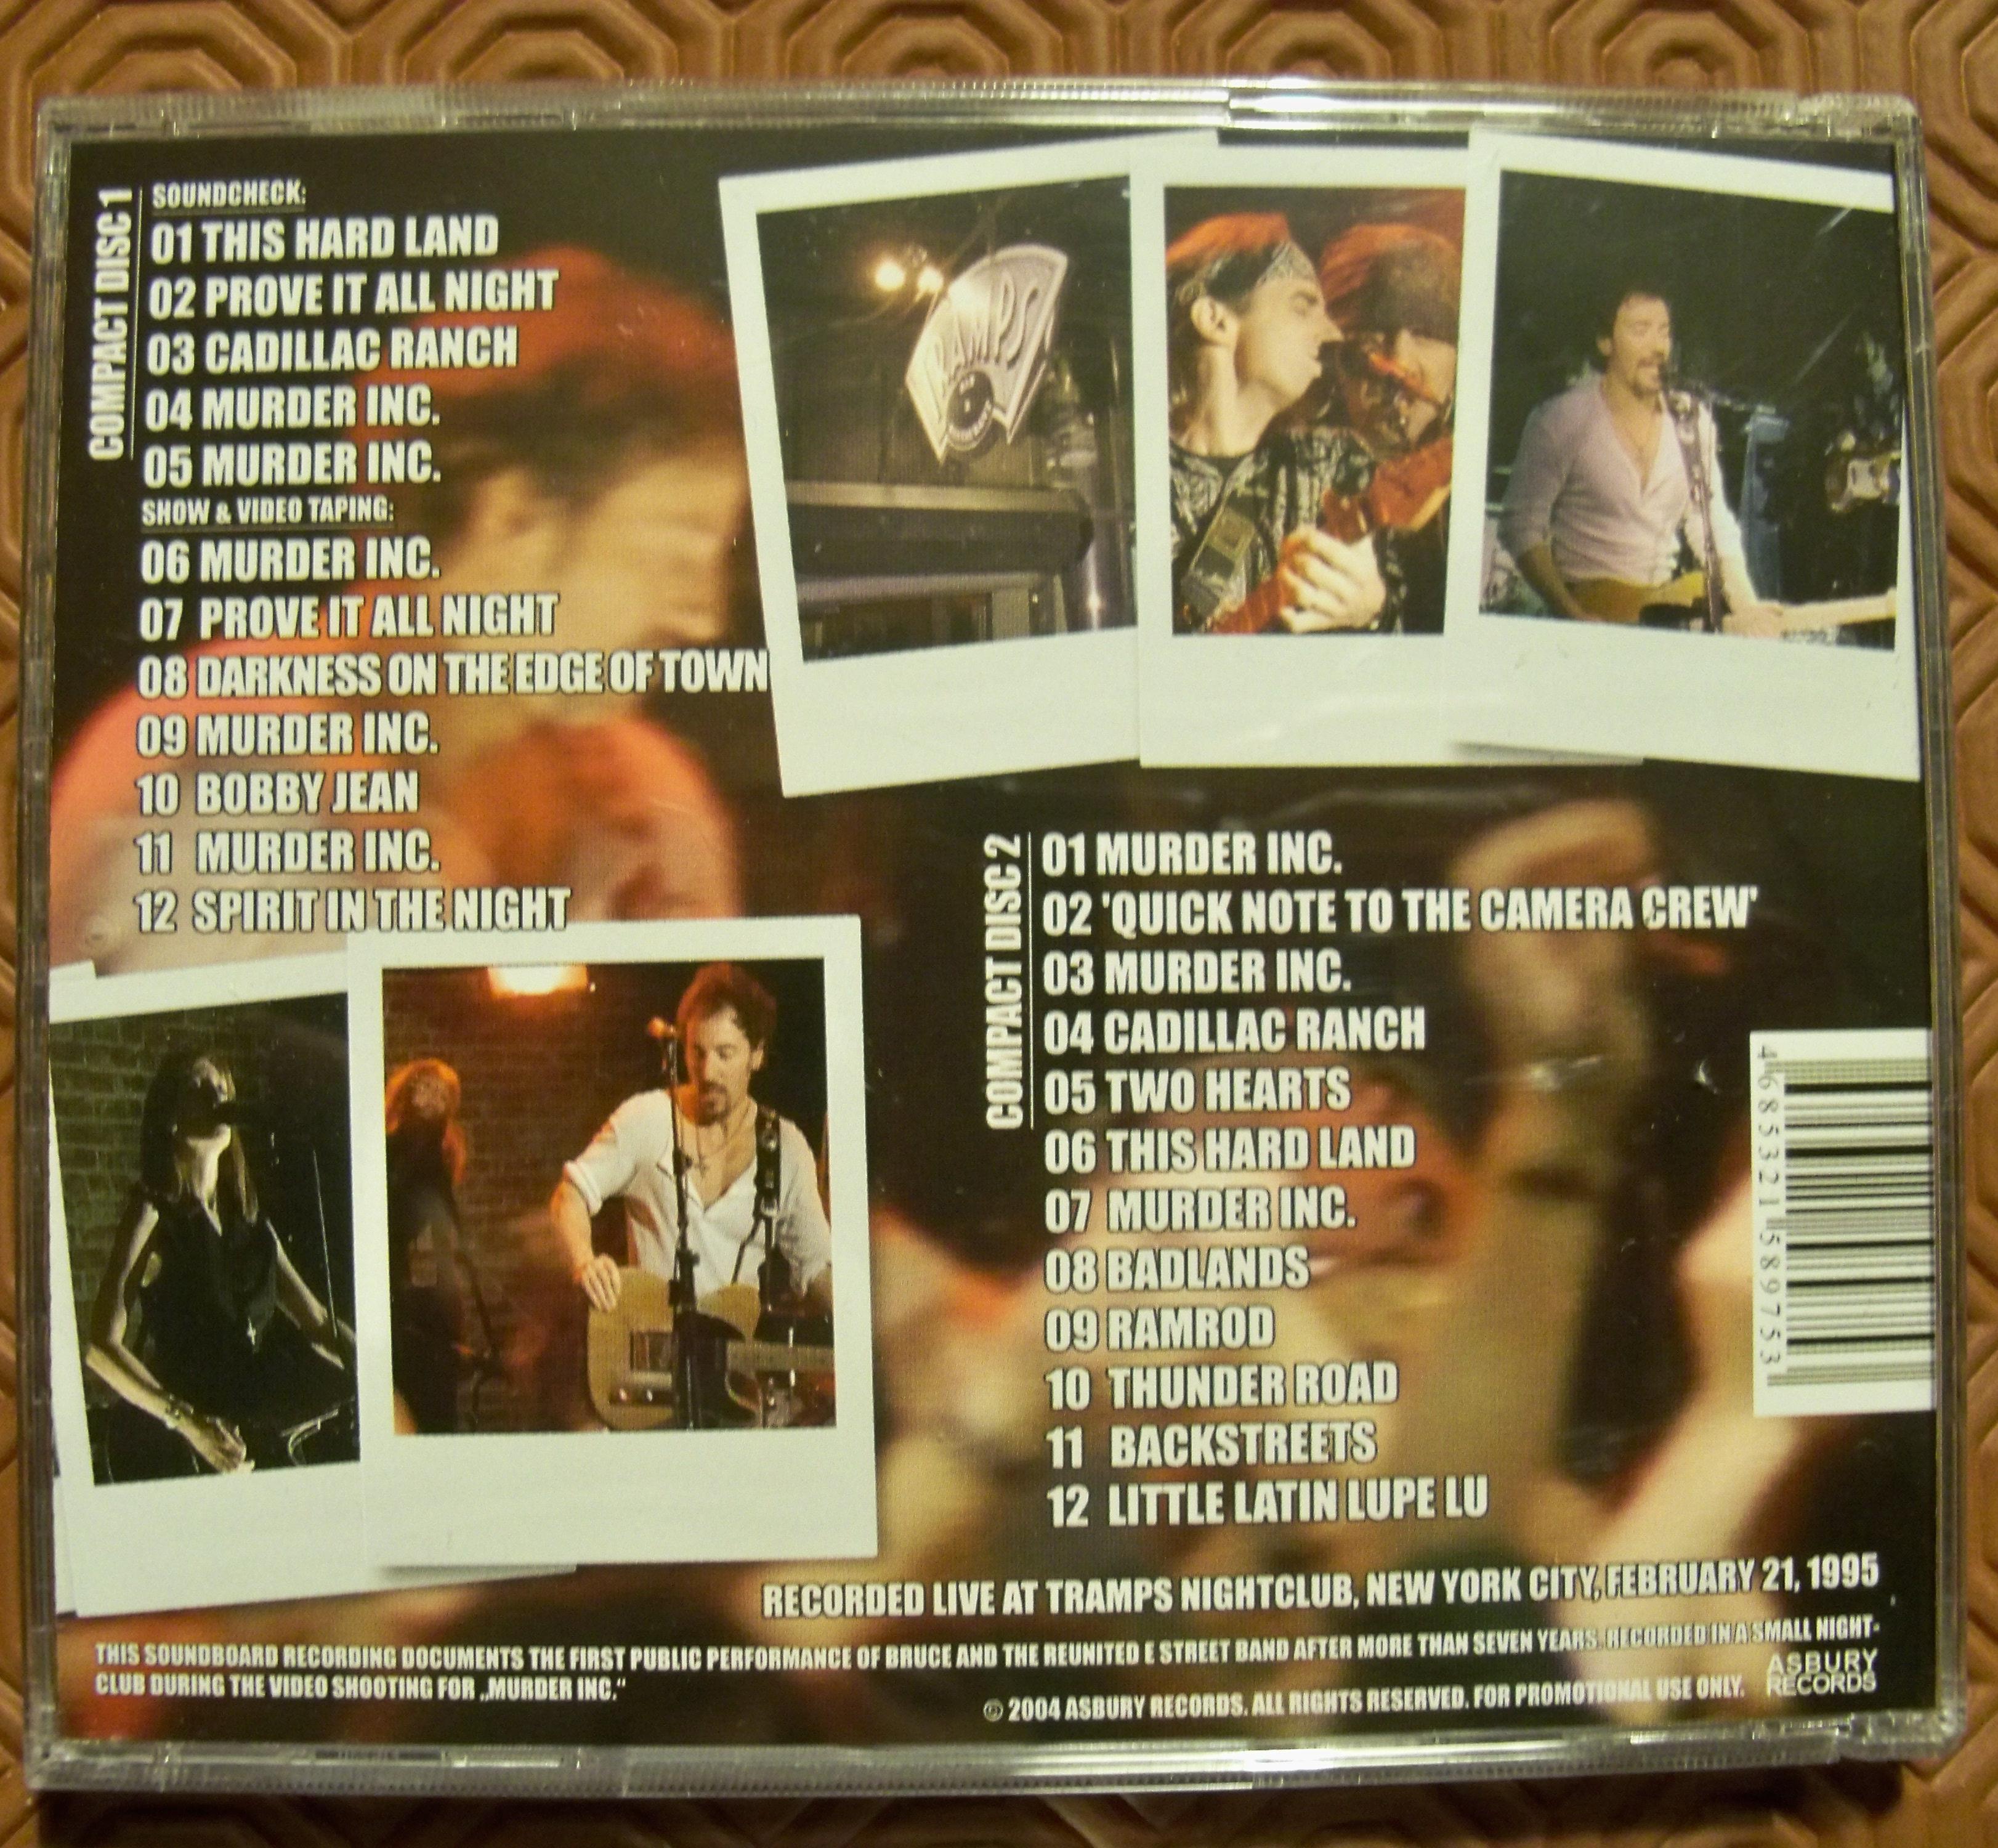 COMPACT DISC 1
SOUNDCHECK:
01 THIS HARD LAND
02 PROVE IT ALL NIGHT
03 CADILLAC RANCH
04 MURDER INC.
05 MURDER INC.
SHOW & VIDEO TAPING:
06 MURDER INC.
07 PROVE IT ALL NIGHT
08 DARKNESS ON THE EDGE OF TOWN
09 MURDER INC.
10 BOBBY JEAN
11 MURDER INC.
12 SPIRIT IN THE NIGHT
TRAMPS
COMPACT DISC 2
01 MURDER INC.
02 'QUICK NOTE TO THE CAMERA CREW'
03 MURDER INC.
04 CADILLAC RANCH
05 TWO HEARTS
06 THIS HARD LAND
07 MURDER INC.
08 BADLANDS
09 RAMROD
10 THUNDER ROAD
11 BACKSTREETS
12 LITTLE LATIN LUPE LU
4 685321 589753
RECORDED LIVE AT TRAMPS NIGHTCLUB, NEW YORK CITY, FEBRUARY 21, 1995
THIS SOUNDBOARD RECORDING DOCUMENTS THE FIRST PUBLIC PERFORMANCE OF BRUCE AND THE REUNITED E STREET BAND AFTER MORE THAN SEVEN YEARS. RECORDED IN A SMALL NIGHT-
CLUB DURING THE VIDEO SHOOTING FOR „MURDER INC.“
© 2004 ASBURY RECORDS. ALL RIGHTS RESERVED. FOR PROMOTIONAL USE ONLY.
ASBURY
RECORDS